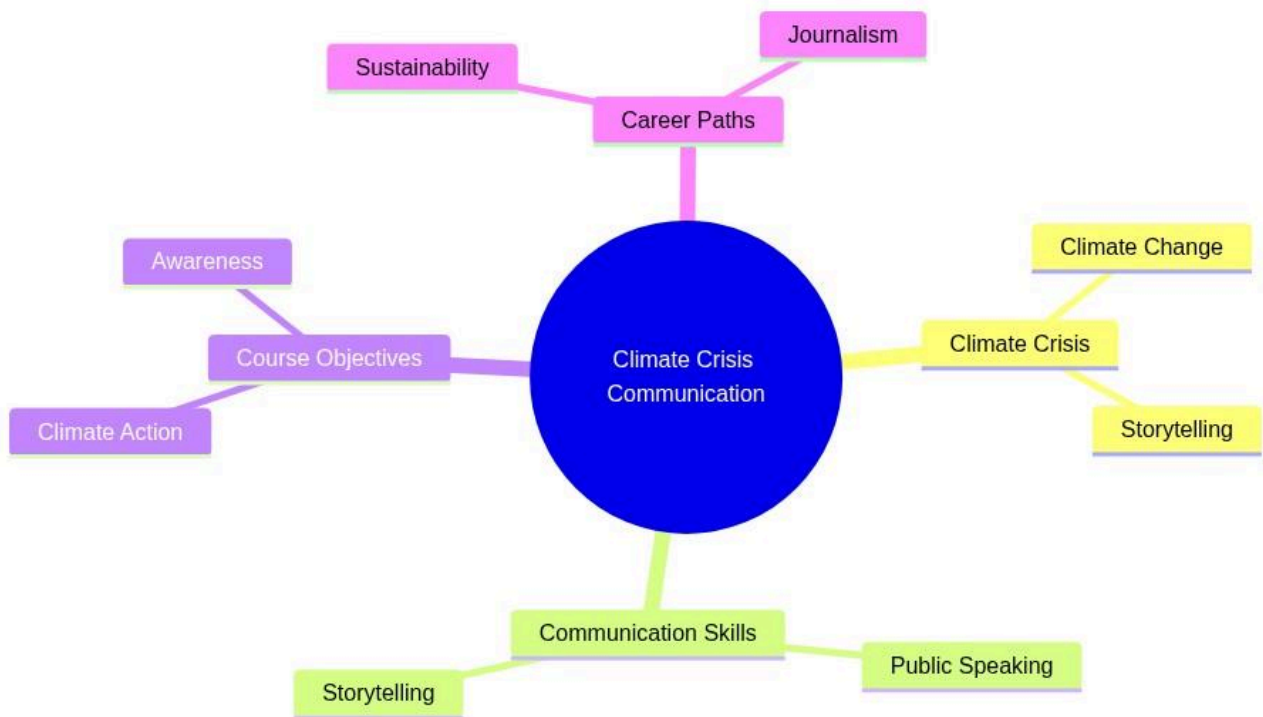 Journalism
Sustainability
Career Paths
Climate Change
Awareness
Climate Crisis
Course Objectives
Climate Crisis
Communication
Storytelling
Climate Action
Communication Skills
Public Speaking
Storytelling